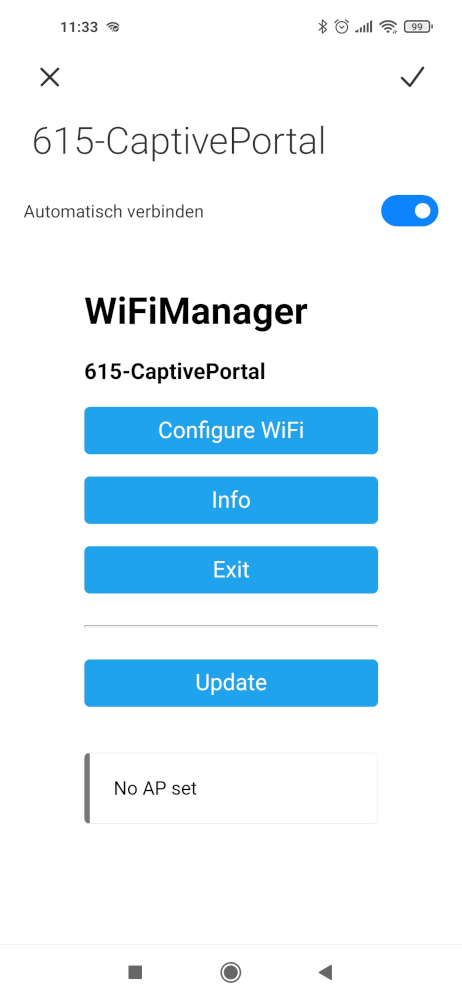 11:33
99
615-CaptivePortal
Automatisch verbinden
WiFiManager
615-CaptivePortal
Configure WiFi
Info
Exit
Update
No AP set